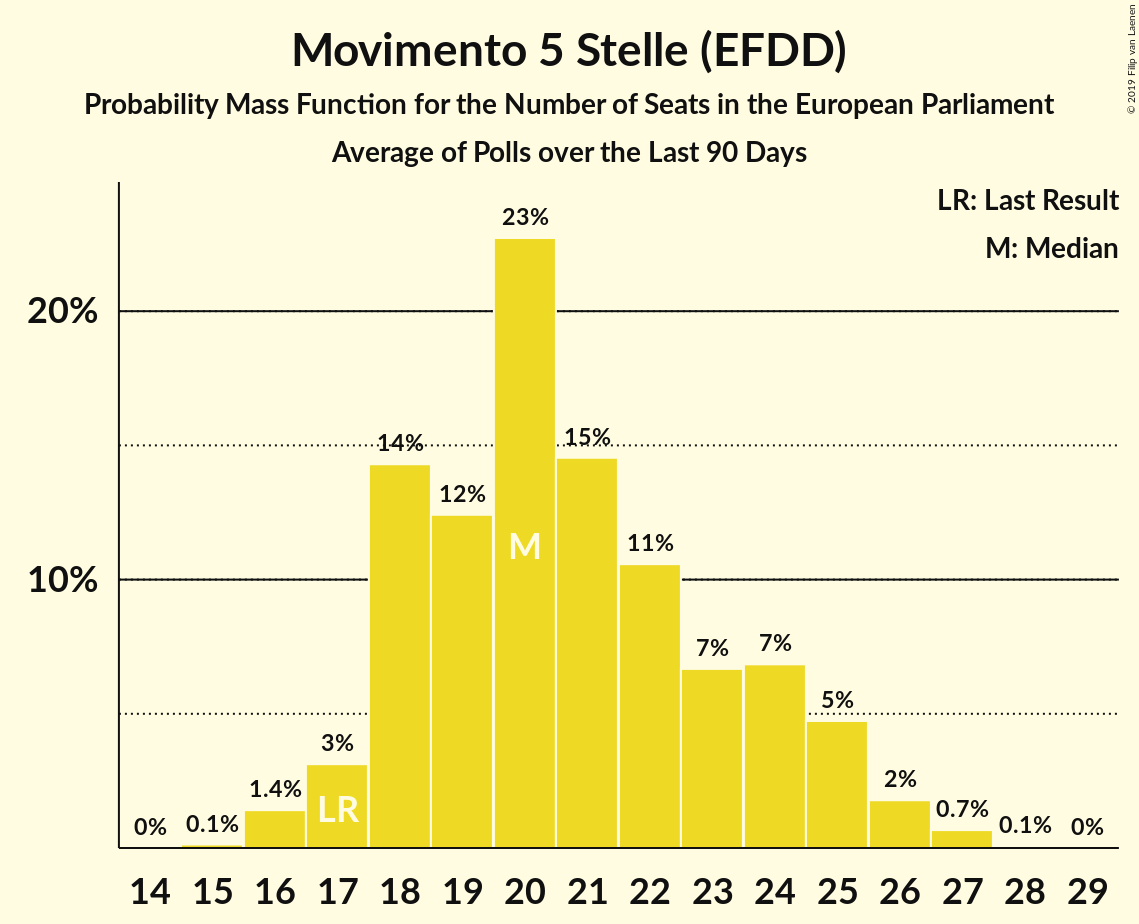 Movimento 5 Stelle (EFDD)
Probability Mass Function for the Number of Seats in the European Parliament
Average of Polls over the Last 90 Days
© 2019 Filip van Laenen
LR: Last Result
M: Median
20%
10%
0%
0.1%
1.4%
3%
14%
12%
23%
15%
11%
7%
7%
5%
2%
0.7%
0.1%
0%
LR
M
14 15 16 17 18 19 20 21 22 23 24 25 26 27 28 29